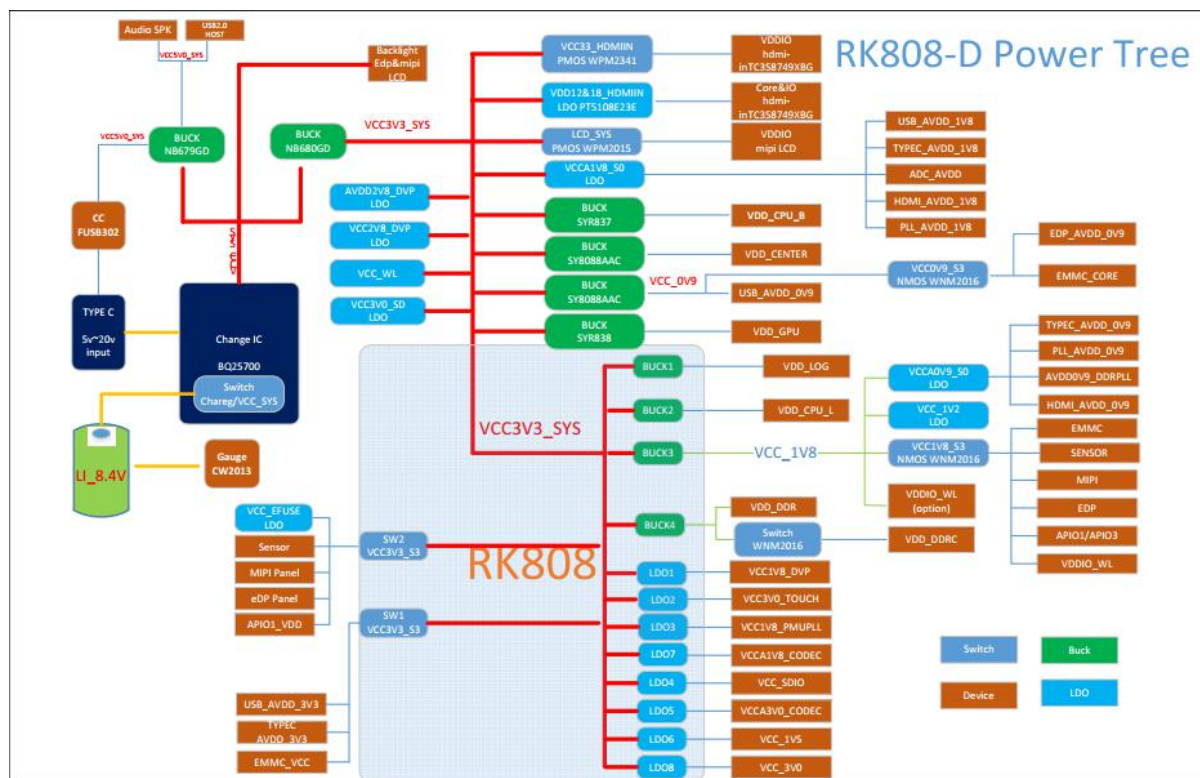 RK808-D Power Tree
Audio SPK
USB2.0
HOST
VCC5V0_SYS
VCC5V0_SYS
BUCK
NB679GD
BUCK
NB680GD
Backlight
Edp&mipi
LCD
VCC3V3_SYS
CC
FUSB302
TYPE C
5v~20v
input
Change IC
BQ25700
Switch
Chareg/VCC_SYS
LI_8.4V
Gauge
CW2013
AVDD2V8_DVP
LDO
VCC2V8_DVP
LDO
VCC_WL
VCC3V0_SD
LDO
VCC33_HDMIIN
PMOS WPM2341
VDDIO
hdmi-
inTC358749XBG
VDD12&18_HDMIIN
LDO PT5108E23E
Core&IO
hdmi-
inTC358749XBG
LCD_SYS
PMOS WPM2015
VDDIO
mipi LCD
VCCA1V8_S0
LDO
USB_AVDD_1V8
TYPEC_AVDD_1V8
ADC_AVDD
HDMI_AVDD_1V8
PLL_AVDD_1V8
BUCK
SYR837
VDD_CPU_B
BUCK
SY8088AAC
VDD_CENTER
BUCK
SY8088AAC
VCC_0V9
USB_AVDD_0V9
VCC0V9_S3
NMOS WNM2016
EDP_AVDD_0V9
EMMC_CORE
BUCK
SYR838
VDD_GPU
VCC3V3_SYS
RK808
BUCK1
VDD_LOG
BUCK2
VDD_CPU_L
BUCK3
VCC_1V8
VCCA0V9_S0
LDO
TYPEC_AVDD_0V9
PLL_AVDD_0V9
AVDD0V9_DDRPLL
HDMI_AVDD_0V9
VCC_1V2
LDO
VCC1V8_S3
NMOS WNM2016
EMMC
SENSOR
MIPI
EDP
APIO1/APIO3
VDDIO_WL
VDDIO_WL
(option)
BUCK4
VDD_DDR
Switch
WNM2016
VDD_DDRC
LDO1
VCC1V8_DVP
LDO2
VCC3V0_TOUCH
LDO3
VCC1V8_PMUPLL
LDO7
VCCA1V8_CODEC
LDO4
VCC_SDIO
LDO5
VCCA3V0_CODEC
LDO6
VCC_1V5
LDO8
VCC_3V0
SW2
VCC3V3_S3
VCC_EFUSE
LDO
Sensor
MIPI Panel
eDP Panel
APIO1_VDD
SW1
VCC3V3_S3
USB_AVDD_3V3
TYPEC
AVDD_3V3
EMMC_VCC
Switch
Buck
Device
LDO